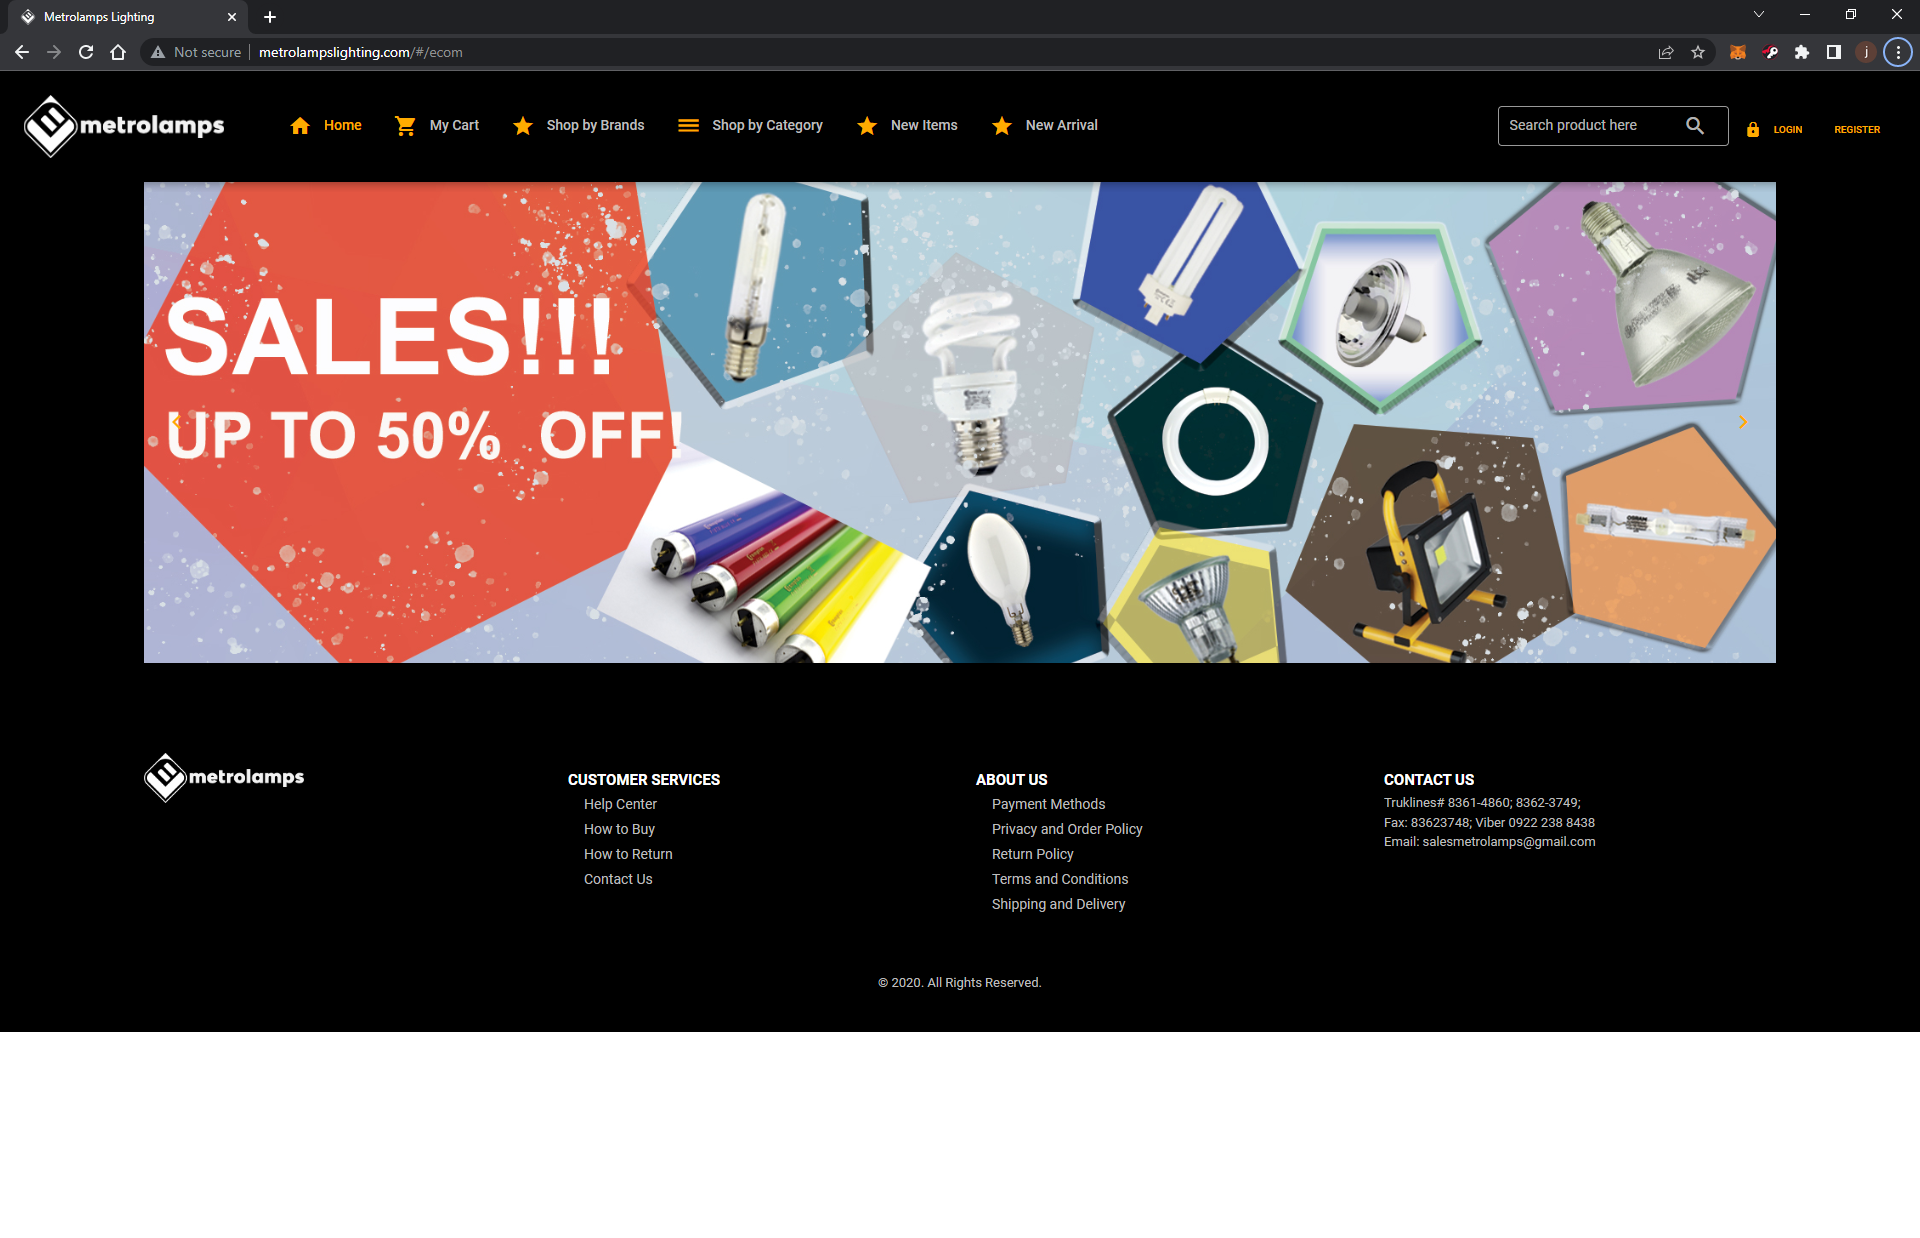 Metrolamps Lighting
Not secure
metrolampslighting.com/#/ecom
j
metrolamps
Home
My Cart
Shop by Brands
Shop by Category
New Items
New Arrival
Search product here
LOGIN
REGISTER
SALES!!!
UP TO 50% OFF!
OSRAM
metrolamps
CUSTOMER SERVICES
Help Center
How to Buy
How to Return
Contact Us
ABOUT US
Payment Methods
Privacy and Order Policy
Return Policy
Terms and Conditions
Shipping and Delivery
CONTACT US
Truklines# 8361-4860; 8362-3749;
Fax: 83623748; Viber 0922 238 8438
Email: salesmetrolamps@gmail.com
© 2020. All Rights Reserved.